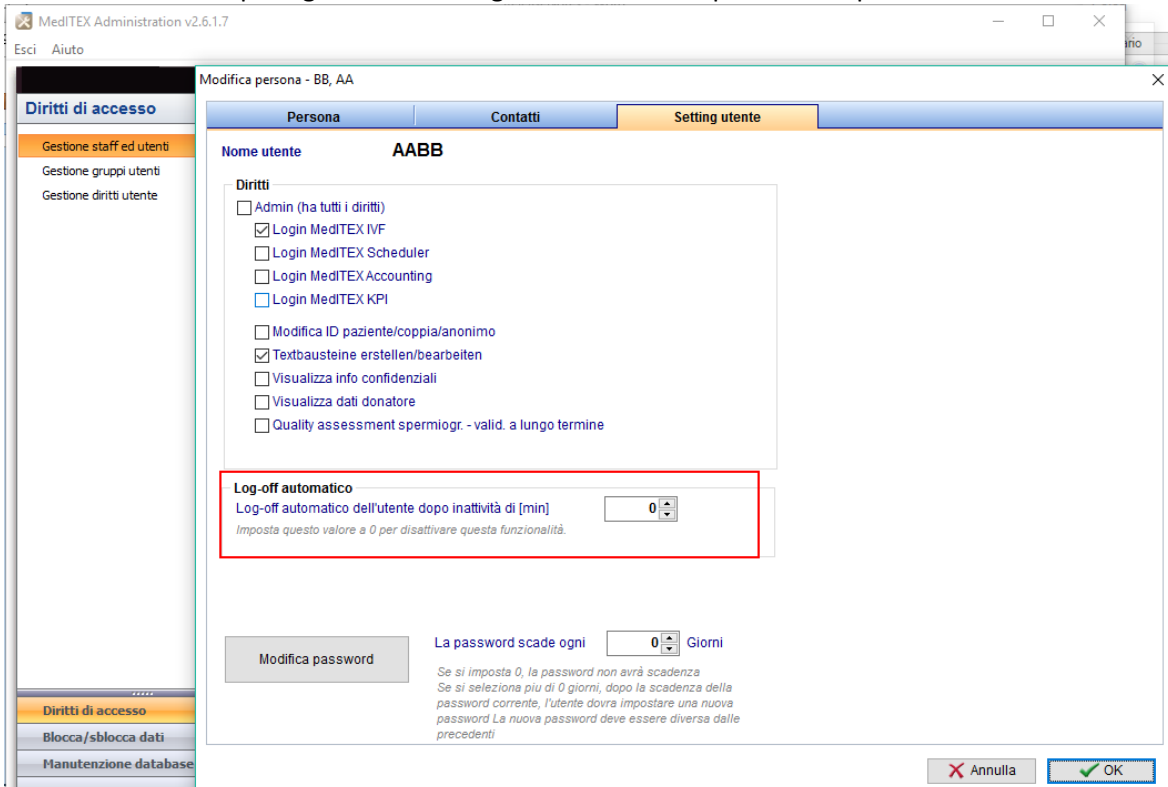 MedITEX Administration v2.6.1.7
Esci Aiuto
Modifica persona - BB, AA
Diritti di accesso
Gestione staff ed utenti
Gestione gruppi utenti
Gestione diritti utente
Persona Contatti Setting utente
Nome utente AABB
Diritti
Admin (ha tutti i diritti)
Login MedITEX IVF
Login MedITEX Scheduler
Login MedITEX Accounting
Login MedITEX KPI
Modifica ID paziente/coppia/anonimo
Textbausteine erstellen/bearbeiten
Visualizza info confidenziali
Visualizza dati donatore
Quality assessment spermiogr. - valid. a lungo termine
Log-off automatico
Log-off automatico dell'utente dopo inattività di [min] 0
Imposta questo valore a 0 per disattivare questa funzionalità.
Modifica password
La password scade ogni 0 Giorni
Se si imposta 0, la password non avrà scadenza
Se si seleziona piu di 0 giorni, dopo la scadenza della
password corrente, l'utente dovra impostare una nuova
password La nuova password deve essere diversa dalle
precedenti
Diritti di accesso
Blocca/sblocca dati
Manutenzione database
Annulla OK